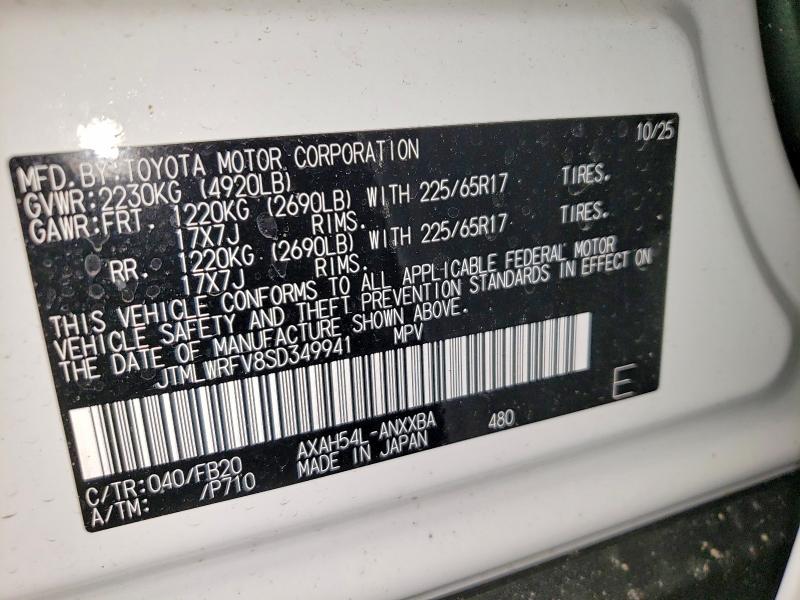 10/25
MFD. BY:TOYOTA MOTOR CORPORATION
GVWR:2230KG (4920LB)
GAWR:FRT. 1220KG (2690LB) WITH 225/65R17 TIRES.
17X7J RIMS.
RR. 1220KG (2690LB) WITH 225/65R17 TIRES.
17X7J RIMS.
THIS VEHICLE CONFORMS TO ALL APPLICABLE FEDERAL MOTOR
VEHICLE SAFETY AND THEFT PREVENTION STANDARDS IN EFFECT ON
THE DATE OF MANUFACTURE SHOWN ABOVE.
JTMLWRFV8SD349941 MPV
E
C/TR:040/FB20 AXAH54L-ANXXBA 480
A/TM: /P710 MADE IN JAPAN